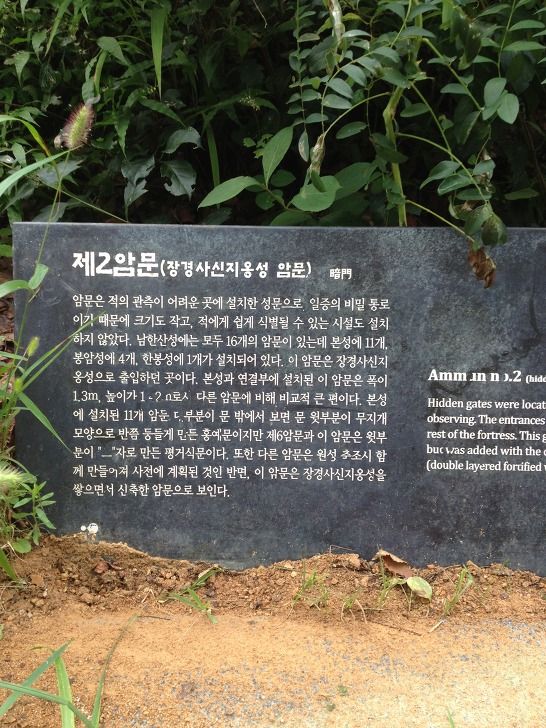 제2암문(장경사신지옹성 암문) 暗門
암문은 적의 관측이 어려운 곳에 설치한 성문으로, 일종의 비밀 통로
이기 때문에 크기도 작고, 적에게 쉽게 식별될 수 있는 시설도 설치
하지 않았다. 남한산성에는 모두 16개의 암문이 있는데 본성에 11개,
봉암성에 4개, 한봉성에 1개가 설치되어 있다. 이 암문은 장경사신지
옹성으로 출입하던 곳이다. 본성과 연결부에 설치된 이 암문은 폭이
1.3m, 높이가 다른 암문에 비해 비교적 큰 편이다. 본성
에 설치된 11개 암문 부분이 문 밖에서 보면 문 윗부분이 무지개
모양으로 반쯤 둥들게 만든 홍예문이지만 제6암문과 이 암문은 윗부
분이 "ㅡ"자로 만든 평거식문이다. 또한 다른 암문은 원성 축조시 함
께 만들어져 사전에 계획된 것인 반면, 이 암문은 장경사신지옹성을
쌓으면서 신축한 암문으로 보인다.
No.2 (hidd
Hidden gates were locat
observing. The entrances
rest of the fortress. This g
but was added with the
(double layered fortified